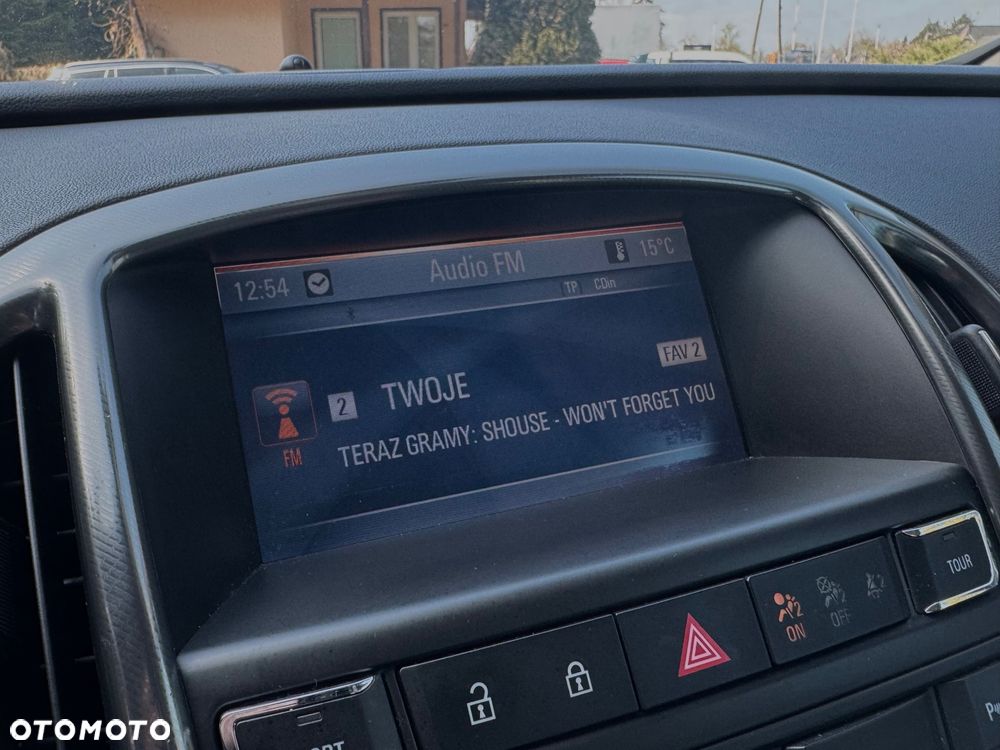 12:54 Audio FM 15°C
TP CDin
FAV 2
2 TWOJE
TERAZ GRAMY: SHOUSE - WON'T FORGET YOU
FM
TOUR
2
ON OFF
OTOMOTO